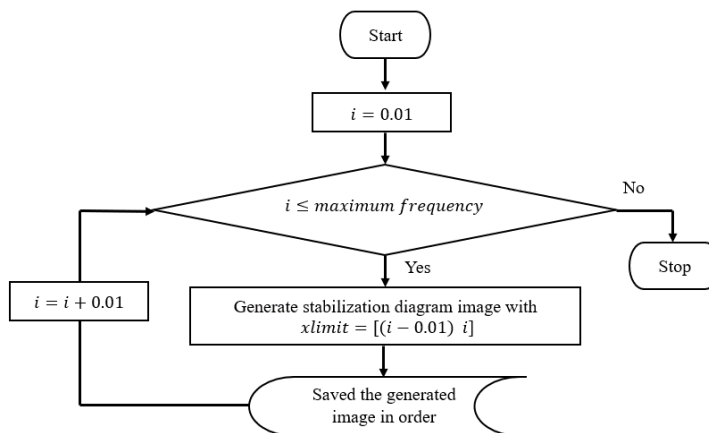 Start
𝑖 = 0.01
𝑖 ≤ 𝑚𝑎𝑥𝑖𝑚𝑢𝑚 𝑓𝑟𝑒𝑞𝑢𝑒𝑛𝑐𝑦
No
Stop
Yes
Generate stabilization diagram image with
𝑥𝑙𝑖𝑚𝑖𝑡 = [(𝑖 − 0.01) 𝑖]
Saved the generated
image in order
𝑖 = 𝑖 + 0.01